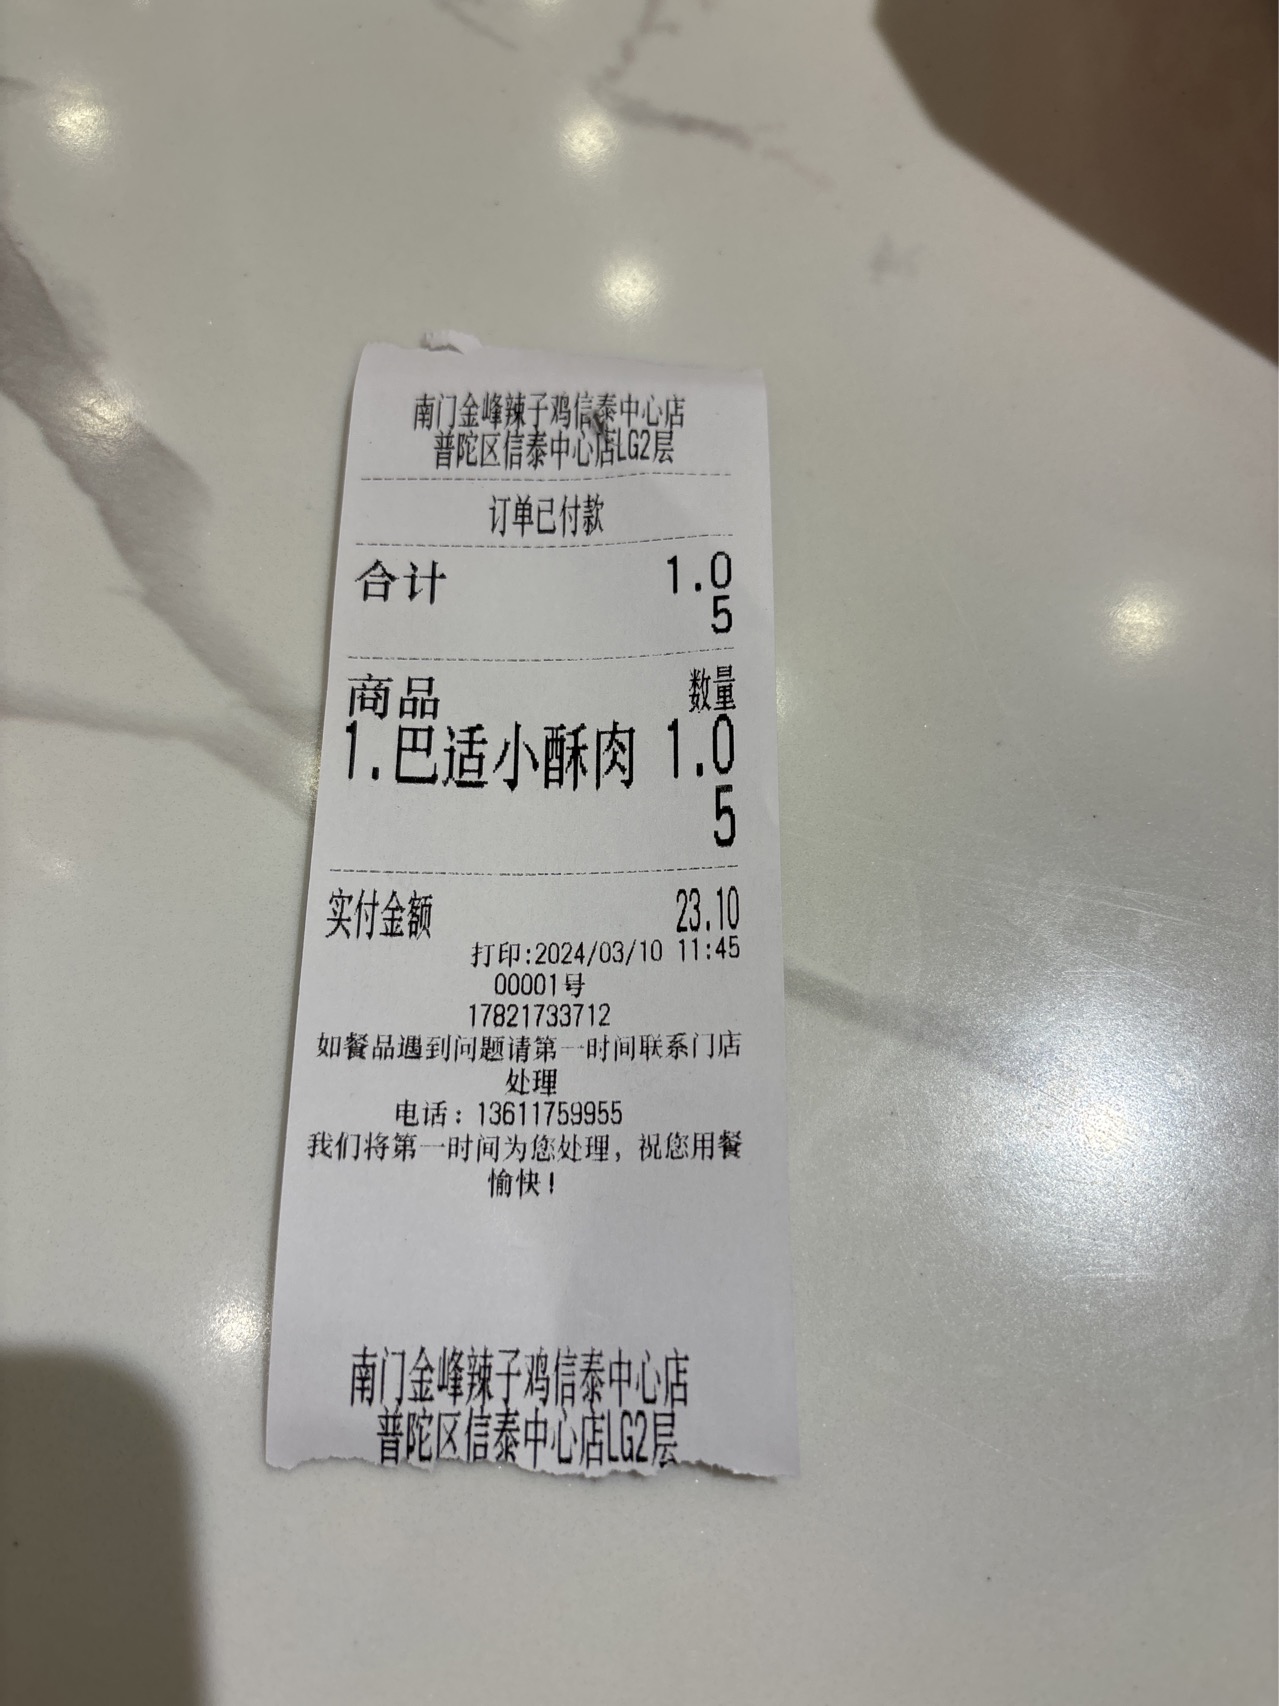 南门金峰辣子鸡信泰中心店
普陀区信泰中心店LG2层
订单已付款
合计 1.0
5
商品 数量
1.巴适小酥肉 1.0
5
实付金额 23.10
打印:2024/03/10 11:45
00001号
17821733712
如餐品遇到问题请第一时间联系门店
处理
电话：13611759955
我们将第一时间为您处理，祝您用餐
愉快！
南门金峰辣子鸡信泰中心店
普陀区信泰中心店LG2层